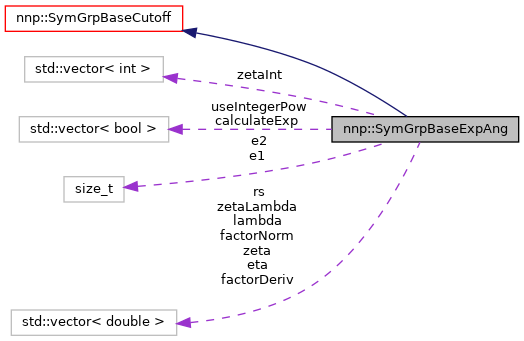 nnp::SymGrpBaseCutoff
std::vector< int >
zetaInt
useIntegerPow
calculateExp
std::vector< bool >
nnp::SymGrpBaseExpAng
e2
e1
size_t
rs
zetaLambda
lambda
factorNorm
zeta
eta
factorDeriv
std::vector< double >